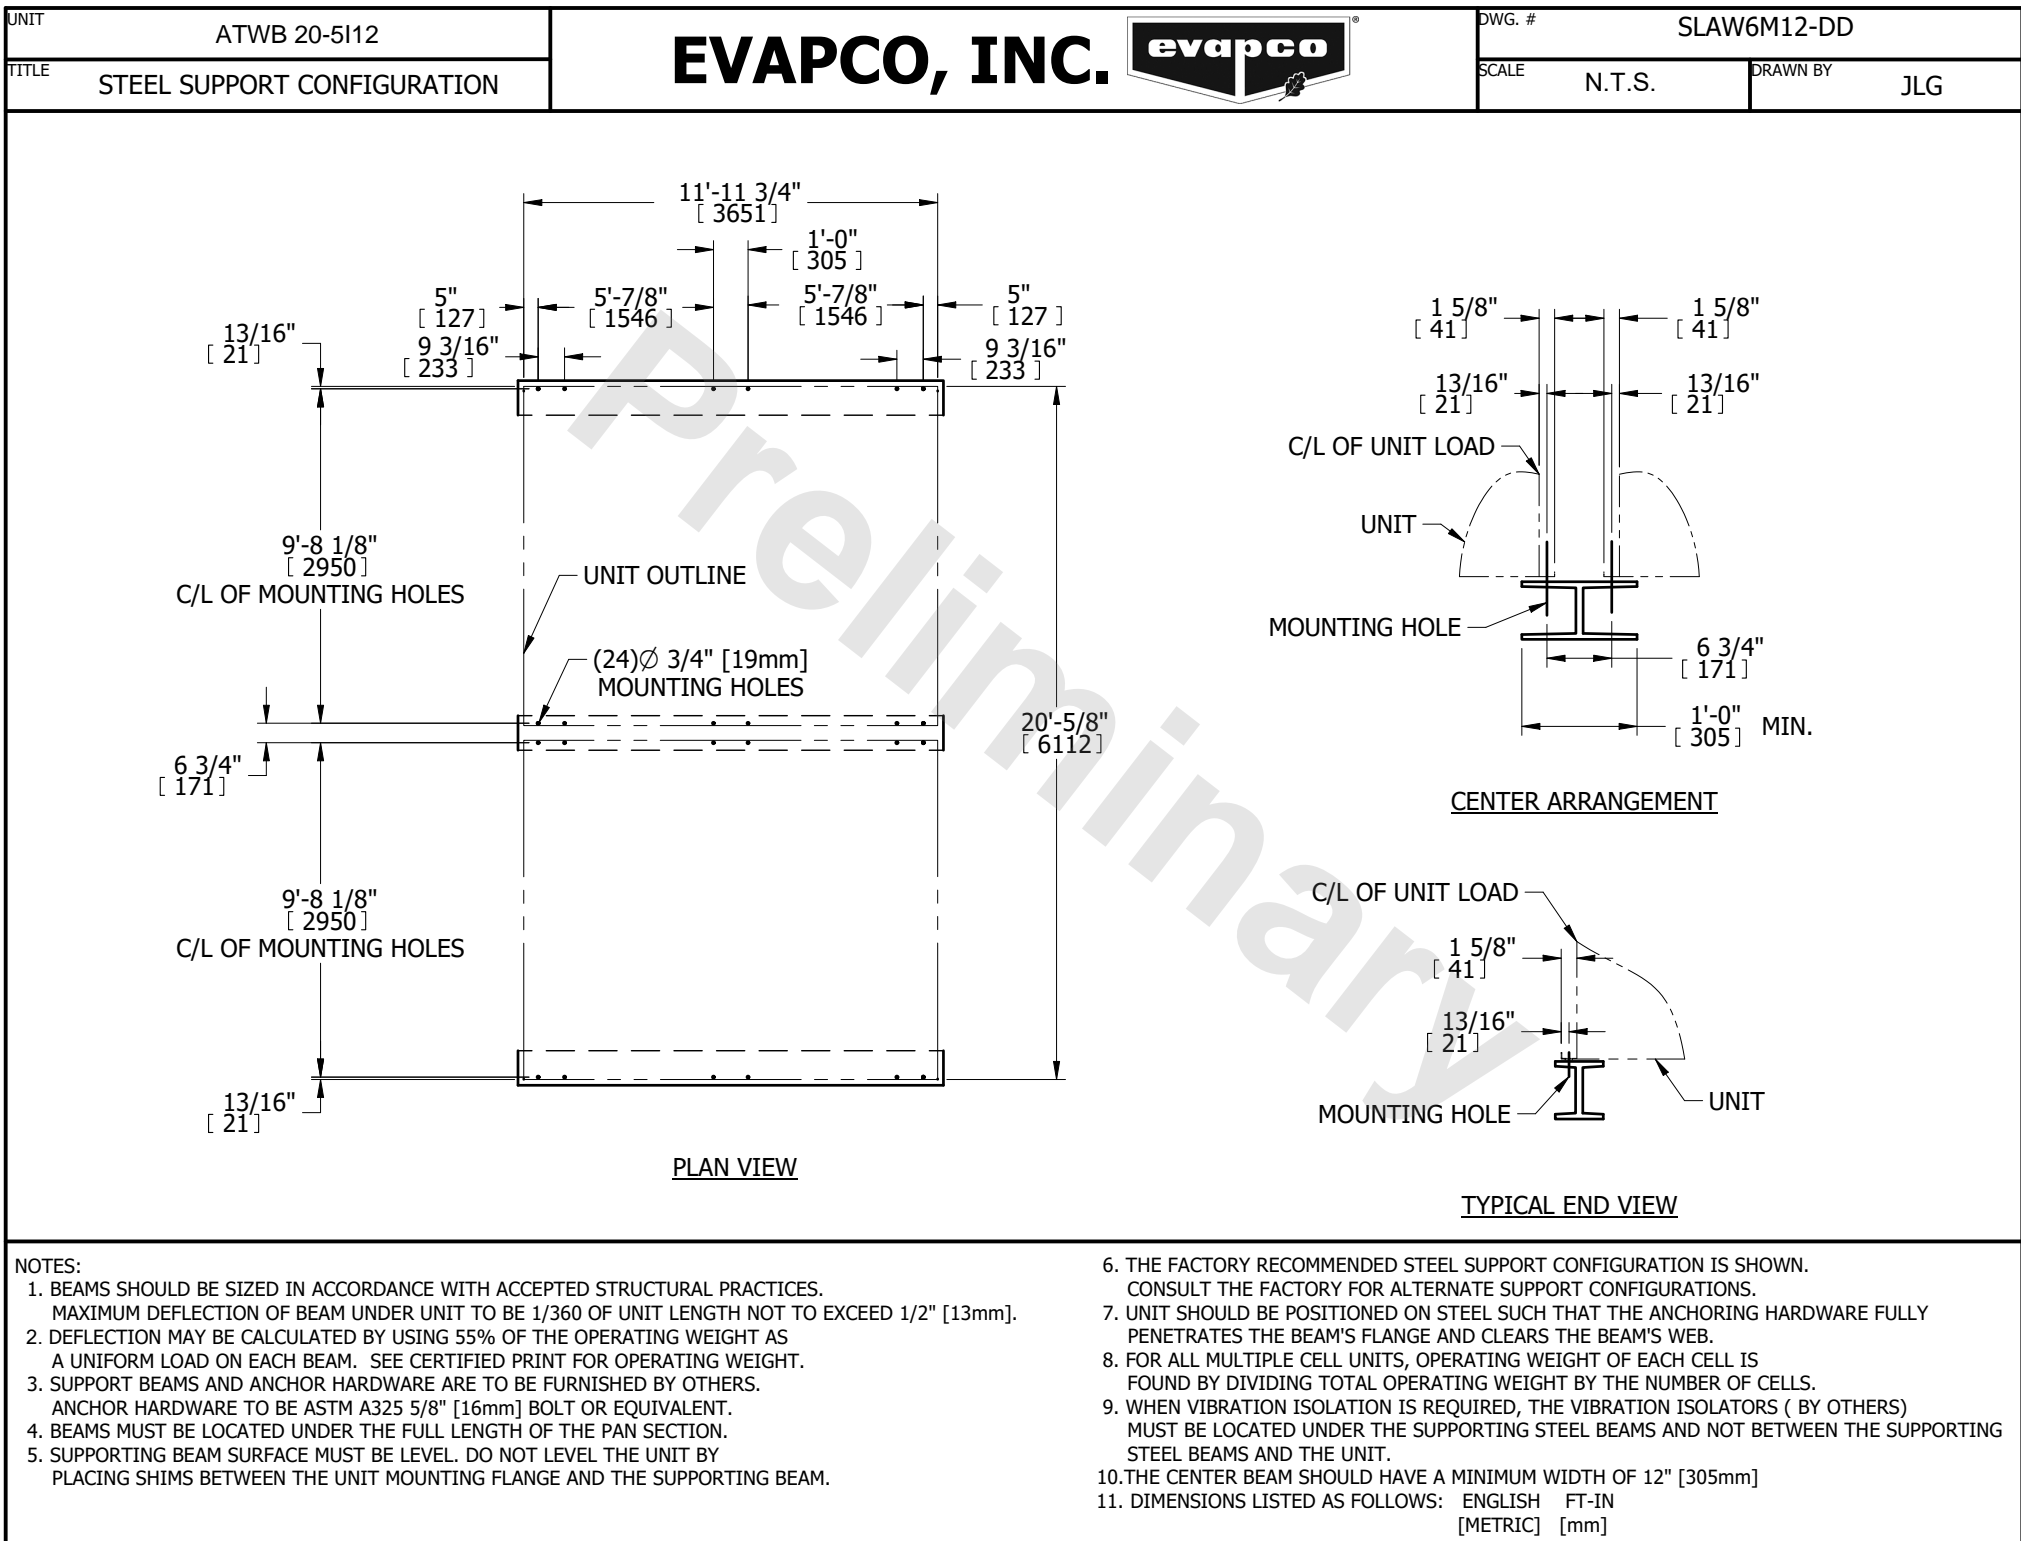 UNIT
ATWB 20-5I12
TITLE
STEEL SUPPORT CONFIGURATION
EVAPCO, INC.
evapco
®
DWG. #
SLAW6M12-DD
SCALE
N.T.S.
DRAWN BY
JLG
11'-11 3/4"
[ 3651 ]
1'-0"
[ 305 ]
5"
[ 127 ]
5'-7/8"
[ 1546 ]
5'-7/8"
[ 1546 ]
5"
[ 127 ]
13/16"
[ 21 ]
9 3/16"
[ 233 ]
9 3/16"
[ 233 ]
9'-8 1/8"
[ 2950 ]
C/L OF MOUNTING HOLES
UNIT OUTLINE
(24)Ø 3/4" [19mm]
MOUNTING HOLES
6 3/4"
[ 171 ]
20'-5/8"
[ 6112 ]
9'-8 1/8"
[ 2950 ]
C/L OF MOUNTING HOLES
13/16"
[ 21 ]
PLAN VIEW
Preliminary
1 5/8"
[ 41 ]
1 5/8"
[ 41 ]
13/16"
[ 21 ]
13/16"
[ 21 ]
C/L OF UNIT LOAD
UNIT
MOUNTING HOLE
6 3/4"
[ 171 ]
1'-0"
[ 305 ]
MIN.
CENTER ARRANGEMENT
C/L OF UNIT LOAD
1 5/8"
[ 41 ]
13/16"
[ 21 ]
MOUNTING HOLE
UNIT
TYPICAL END VIEW
NOTES:
1. BEAMS SHOULD BE SIZED IN ACCORDANCE WITH ACCEPTED STRUCTURAL PRACTICES.
MAXIMUM DEFLECTION OF BEAM UNDER UNIT TO BE 1/360 OF UNIT LENGTH NOT TO EXCEED 1/2" [13mm].
2. DEFLECTION MAY BE CALCULATED BY USING 55% OF THE OPERATING WEIGHT AS
A UNIFORM LOAD ON EACH BEAM. SEE CERTIFIED PRINT FOR OPERATING WEIGHT.
3. SUPPORT BEAMS AND ANCHOR HARDWARE ARE TO BE FURNISHED BY OTHERS.
ANCHOR HARDWARE TO BE ASTM A325 5/8" [16mm] BOLT OR EQUIVALENT.
4. BEAMS MUST BE LOCATED UNDER THE FULL LENGTH OF THE PAN SECTION.
5. SUPPORTING BEAM SURFACE MUST BE LEVEL. DO NOT LEVEL THE UNIT BY
PLACING SHIMS BETWEEN THE UNIT MOUNTING FLANGE AND THE SUPPORTING BEAM.
6. THE FACTORY RECOMMENDED STEEL SUPPORT CONFIGURATION IS SHOWN.
CONSULT THE FACTORY FOR ALTERNATE SUPPORT CONFIGURATIONS.
7. UNIT SHOULD BE POSITIONED ON STEEL SUCH THAT THE ANCHORING HARDWARE FULLY
PENETRATES THE BEAM'S FLANGE AND CLEARS THE BEAM'S WEB.
8. FOR ALL MULTIPLE CELL UNITS, OPERATING WEIGHT OF EACH CELL IS
FOUND BY DIVIDING TOTAL OPERATING WEIGHT BY THE NUMBER OF CELLS.
9. WHEN VIBRATION ISOLATION IS REQUIRED, THE VIBRATION ISOLATORS ( BY OTHERS)
MUST BE LOCATED UNDER THE SUPPORTING STEEL BEAMS AND NOT BETWEEN THE SUPPORTING
STEEL BEAMS AND THE UNIT.
10.THE CENTER BEAM SHOULD HAVE A MINIMUM WIDTH OF 12" [305mm]
11. DIMENSIONS LISTED AS FOLLOWS: ENGLISH FT-IN
[METRIC] [mm]